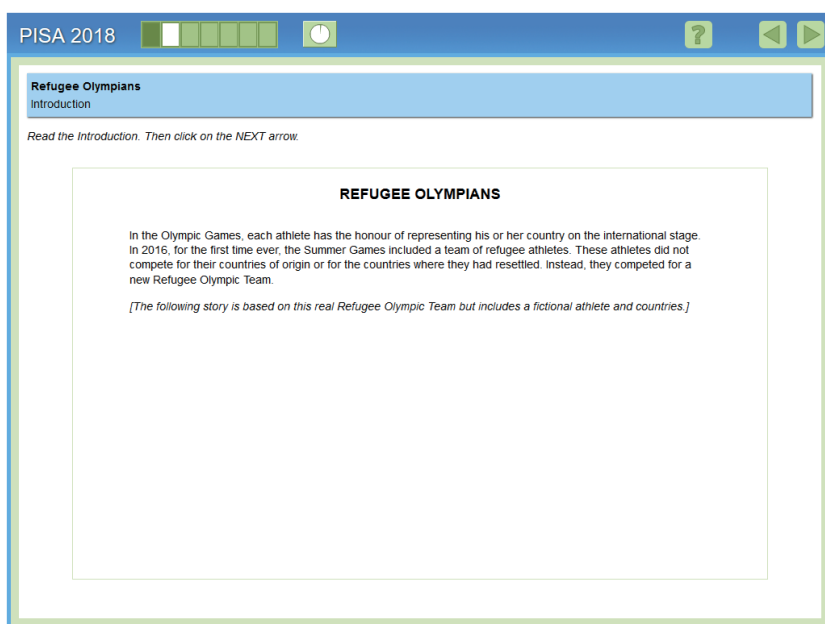 PISA 2018
?
Refugee Olympians
Introduction
Read the Introduction. Then click on the NEXT arrow.
REFUGEE OLYMPIANS
In the Olympic Games, each athlete has the honour of representing his or her country on the international stage.
In 2016, for the first time ever, the Summer Games included a team of refugee athletes. These athletes did not
compete for their countries of origin or for the countries where they had resettled. Instead, they competed for a
new Refugee Olympic Team.
[The following story is based on this real Refugee Olympic Team but includes a fictional athlete and countries.]